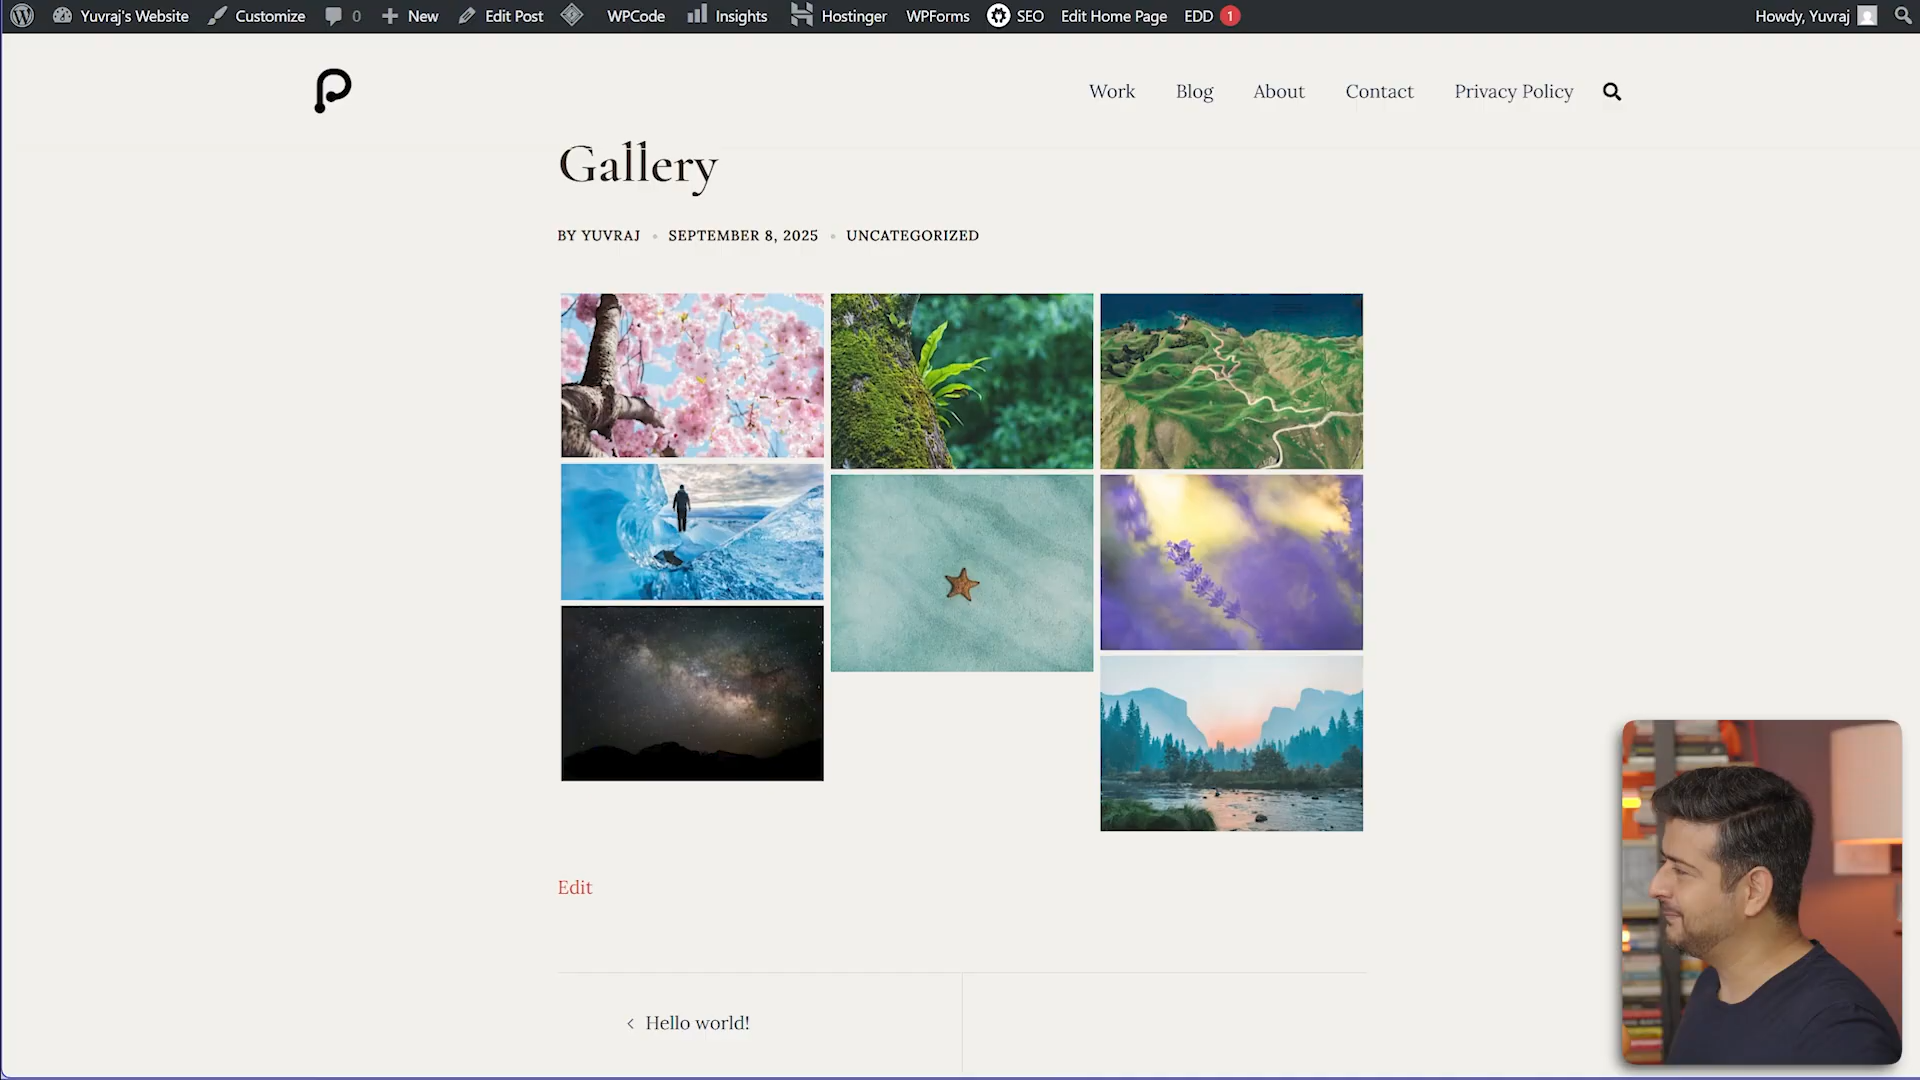 Yuvraj's Website Customize 0 New Edit Post WPCode Insights Hostinger WPForms SEO Edit Home Page EDD 1 Howdy, Yuvraj
Work Blog About Contact Privacy Policy
Gallery
BY YUVRAJ • SEPTEMBER 8, 2025 • UNCATEGORIZED
Edit
< Hello world!